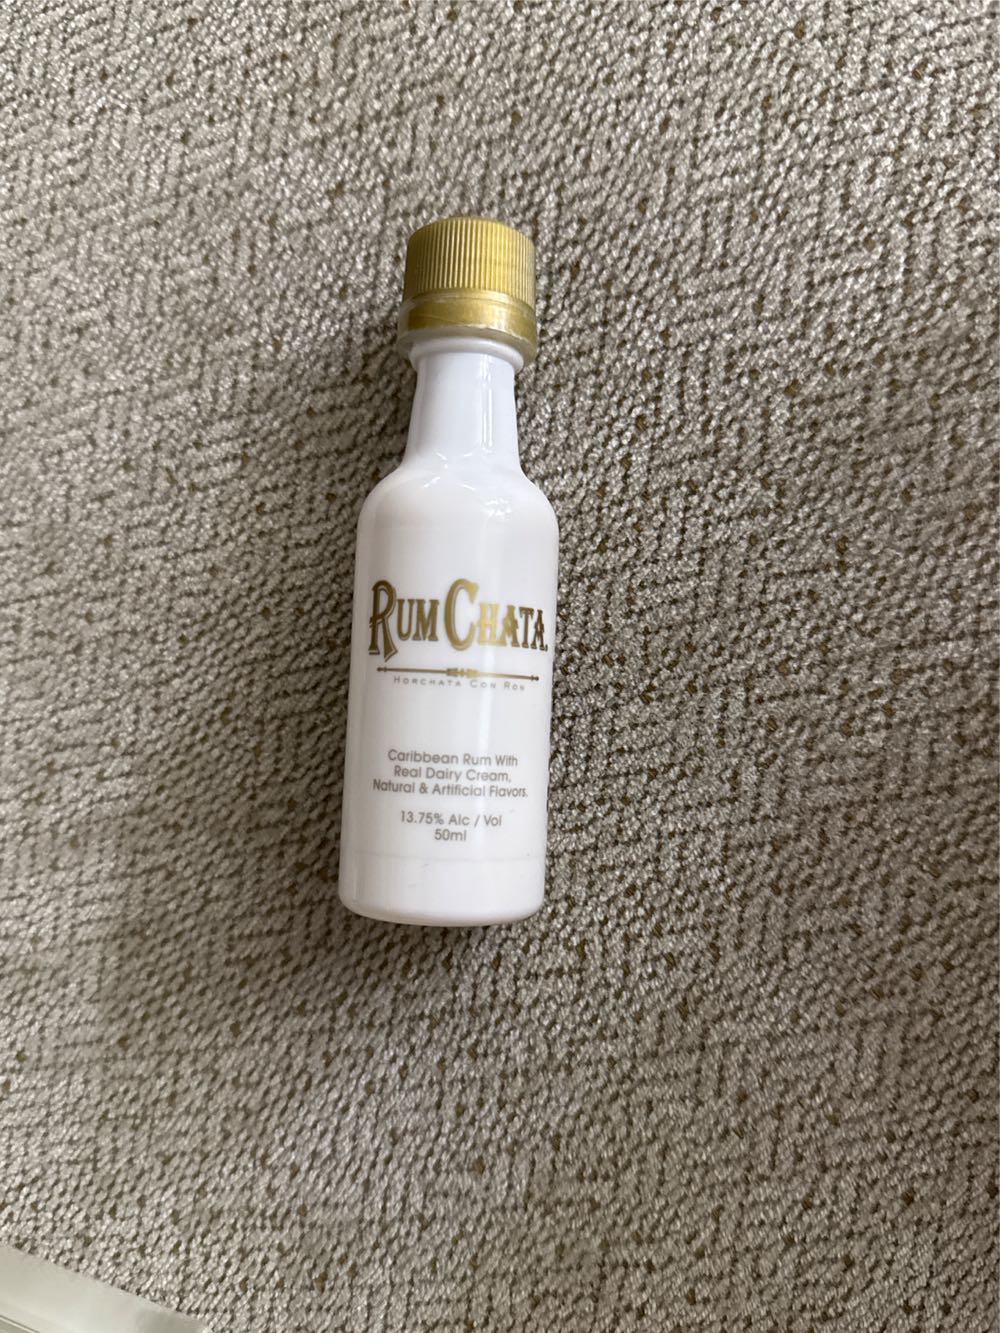 RUMCHATA
HORCHATA CON RON
Caribbean Rum With
Real Dairy Cream,
Natural & Artificial Flavors.
13.75% Alc / Vol
50ml